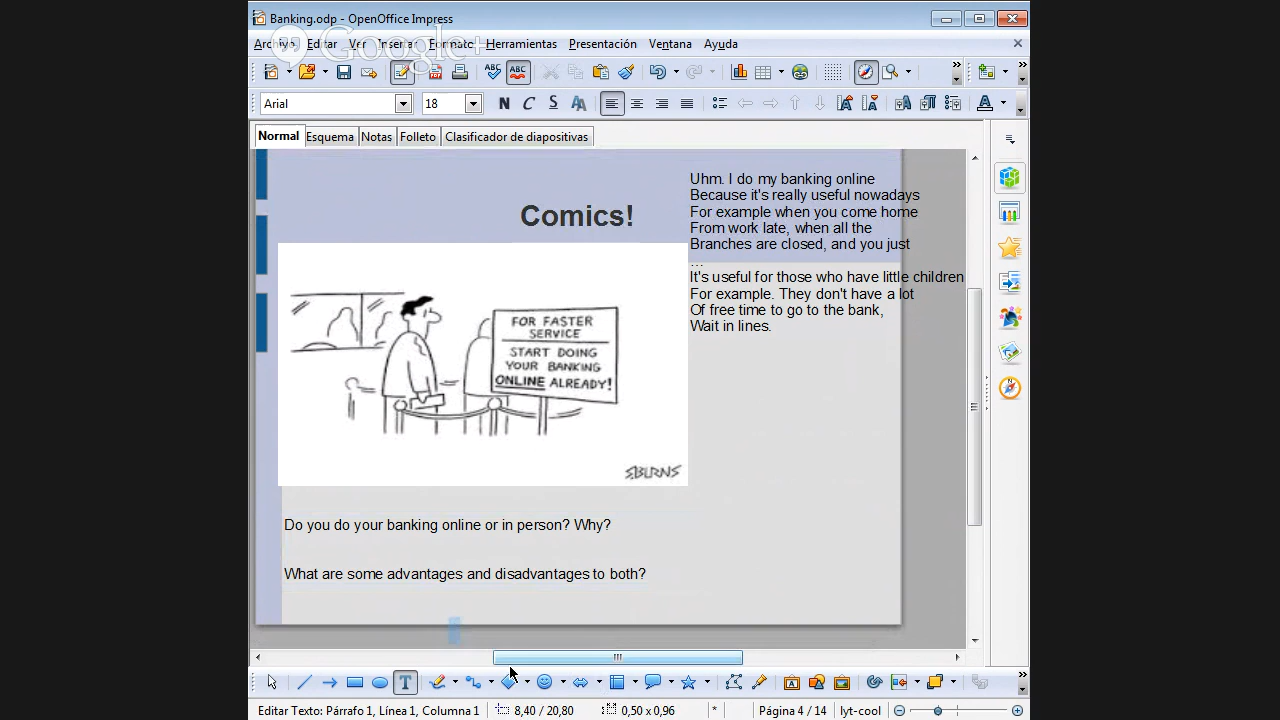 Banking.odp - OpenOffice Impress
Google+
Archivo Editar Ver Insertar Formato Herramientas Presentación Ventana Ayuda
Arial 18 N C S A
Normal Esquema Notas Folleto Clasificador de diapositivas
Comics!
Uhm. I do my banking online
Because it's really useful nowadays
For example when you come home
From work late, when all the
Branches are closed, and you just
...
It's useful for those who have little children
For example. They don't have a lot
Of free time to go to the bank,
Wait in lines.
FOR FASTER
SERVICE
START DOING
YOUR BANKING
ONLINE ALREADY!
S.BURNS
Do you do your banking online or in person? Why?
What are some advantages and disadvantages to both?
Editar Texto: Párrafo 1, Línea 1, Columna 1 8,40 / 20,80 0,50 x 0,96 * Página 4 / 14 lyt-cool